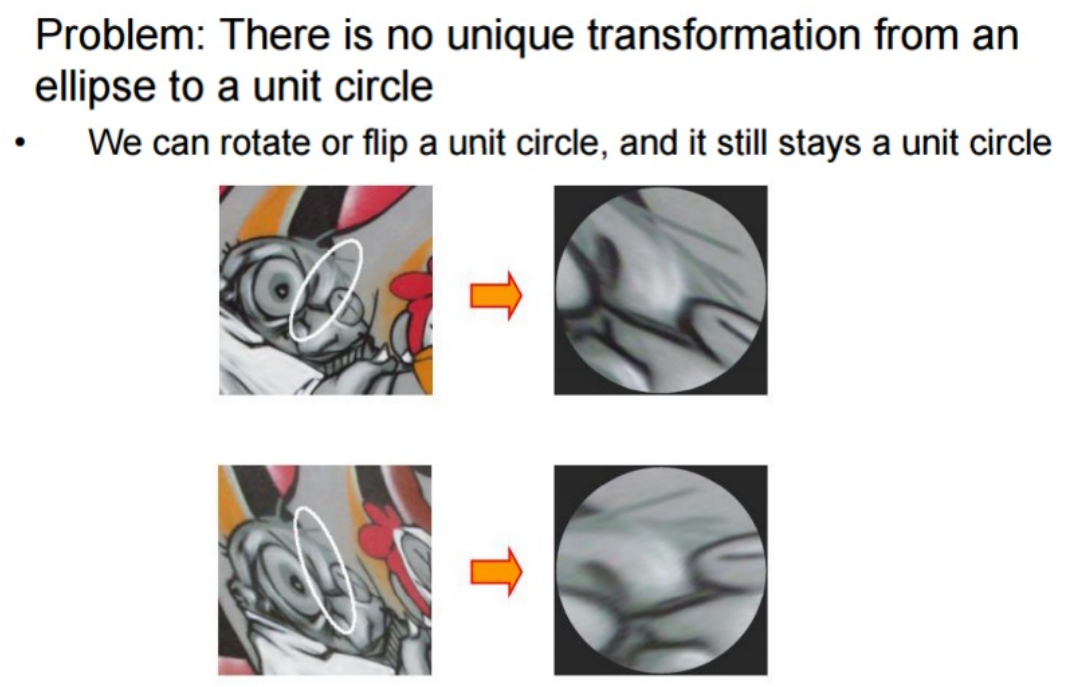 Problem: There is no unique transformation from an
ellipse to a unit circle
• We can rotate or flip a unit circle, and it still stays a unit circle